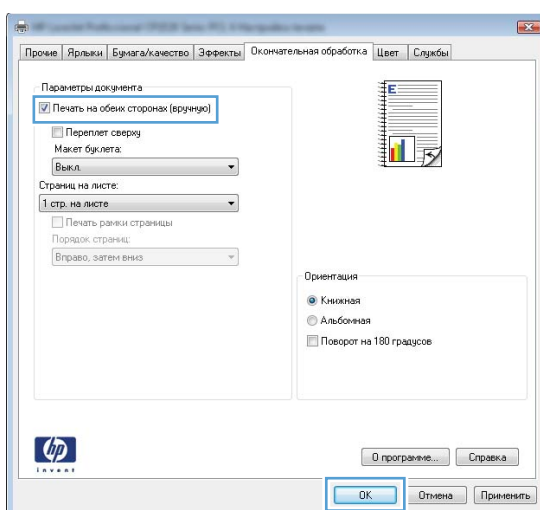 Прочие Ярлыки Бумага/качество Эффекты Окончательная обработка Цвет Службы
Параметры документа
Печать на обеих сторонах (вручную)
Переплет сверху
Макет буклета:
Выкл.
Страниц на листе:
1 стр. на листе
Печать рамки страницы
Порядок страниц:
Вправо, затем вниз
E
Ориентация
Книжная
Альбомная
Поворот на 180 градусов
hp
invent
О программе... Справка
OK Отмена Применить